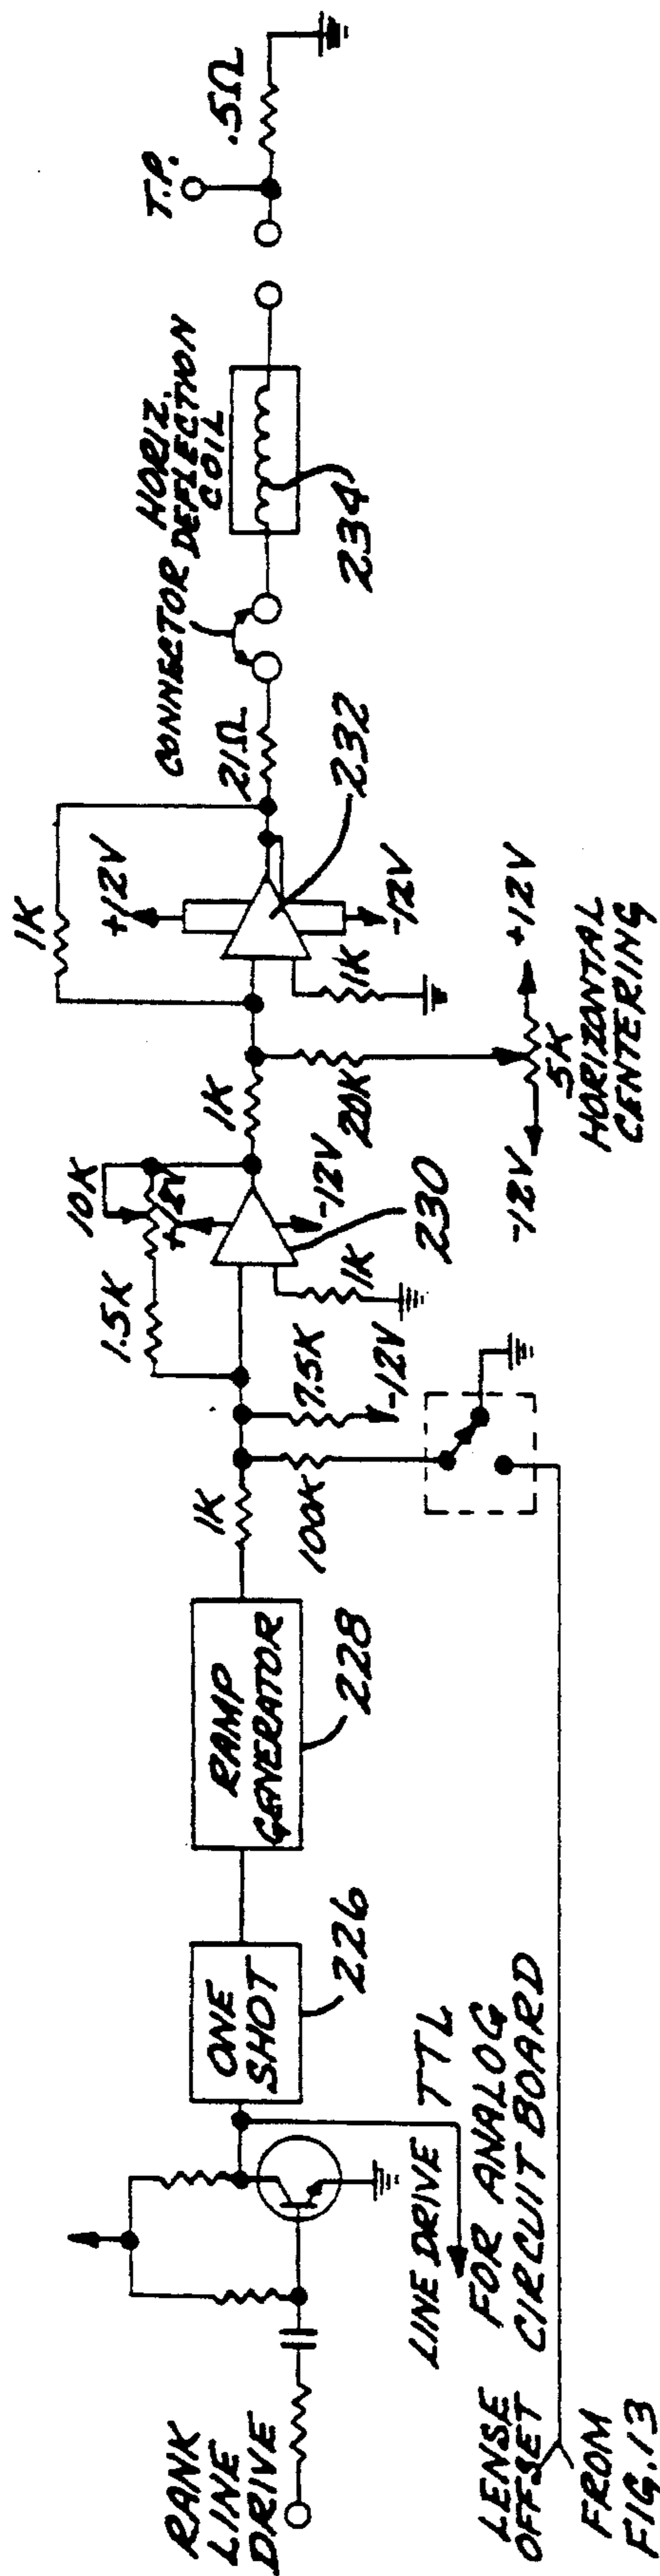 RANK
LINE
DRIVE
LINE DRIVE TTL
FOR ANALOG
CIRCUIT BOARD
LENSE
OFFSET
FROM
FIG. 13
ONE
SHOT
226
RAMP
GENERATOR
228
1K
100K
7.5K
-12V
1.5K
10K
+12V
-12V
1K
230
1K
20K
-12V
5K
+12V
HORIZONTAL
CENTERING
1K
+12V
-12V
1K
232
21Ω
CONNECTOR
HORIZ.
DEFLECTION
COIL
234
T.P.
.5Ω